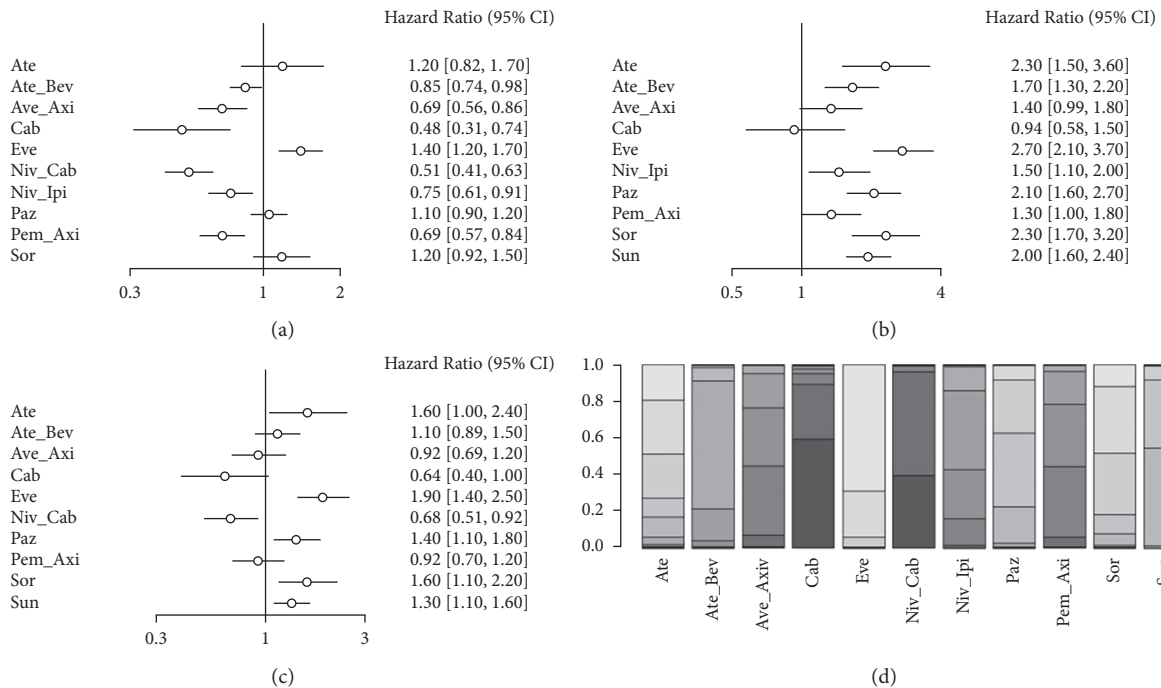 Hazard Ratio (95% CI)
Ate 1.20 [0.82, 1.70]
Ate_Bev 0.85 [0.74, 0.98]
Ave_Axi 0.69 [0.56, 0.86]
Cab 0.48 [0.31, 0.74]
Eve 1.40 [1.20, 1.70]
Niv_Cab 0.51 [0.41, 0.63]
Niv_Ipi 0.75 [0.61, 0.91]
Paz 1.10 [0.90, 1.20]
Pem_Axi 0.69 [0.57, 0.84]
Sor 1.20 [0.92, 1.50]
0.3 1 2
(a)
Hazard Ratio (95% CI)
Ate 2.30 [1.50, 3.60]
Ate_Bev 1.70 [1.30, 2.20]
Ave_Axi 1.40 [0.99, 1.80]
Cab 0.94 [0.58, 1.50]
Eve 2.70 [2.10, 3.70]
Niv_Ipi 1.50 [1.10, 2.00]
Paz 2.10 [1.60, 2.70]
Pem_Axi 1.30 [1.00, 1.80]
Sor 2.30 [1.70, 3.20]
Sun 2.00 [1.60, 2.40]
0.5 1 4
(b)
Hazard Ratio (95% CI)
Ate 1.60 [1.00, 2.40]
Ate_Bev 1.10 [0.89, 1.50]
Ave_Axi 0.92 [0.69, 1.20]
Cab 0.64 [0.40, 1.00]
Eve 1.90 [1.40, 2.50]
Niv_Cab 0.68 [0.51, 0.92]
Paz 1.40 [1.10, 1.80]
Pem_Axi 0.92 [0.70, 1.20]
Sor 1.60 [1.10, 2.20]
Sun 1.30 [1.10, 1.60]
0.3 1 3
(c)
1.0
0.8
0.6
0.4
0.2
0.0
Ate
Ate_Bev
Ave_Axiv
Cab
Eve
Niv_Cab
Niv_Ipi
Paz
Pem_Axi
Sor
(d)